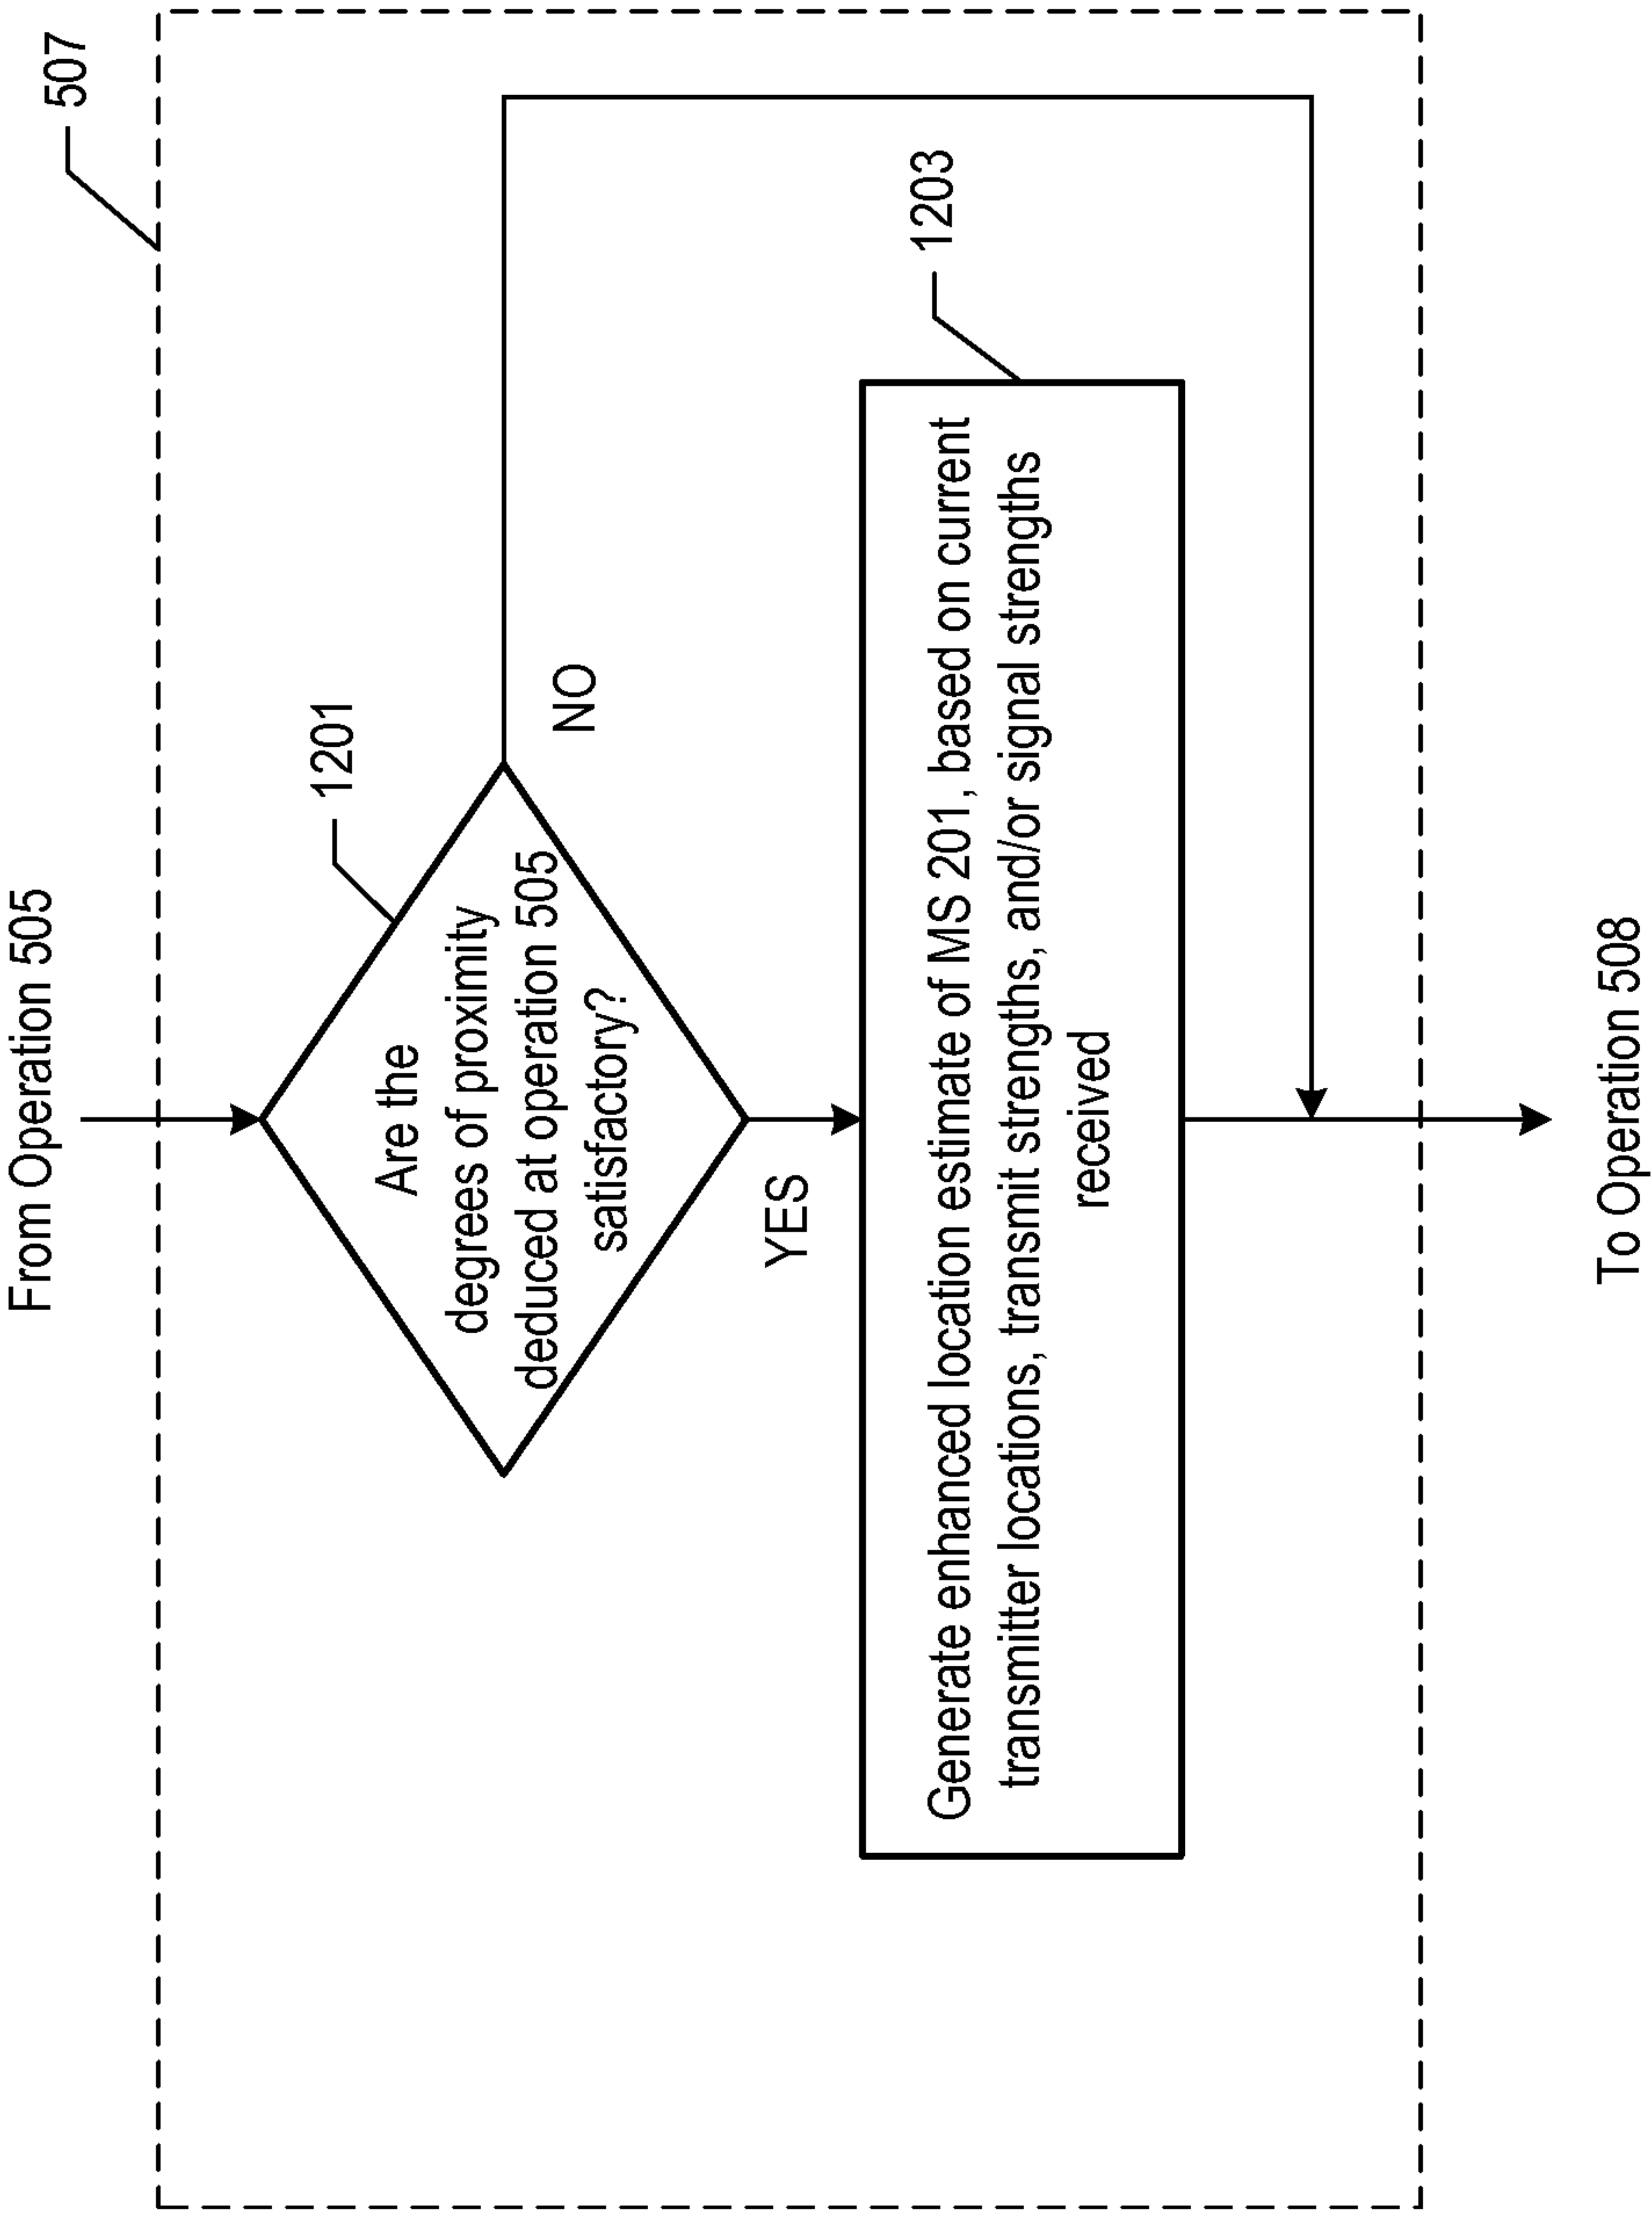 From Operation 505
507
1201
Are the
degrees of proximity
deduced at operation 505
satisfactory?
NO
YES
1203
Generate enhanced location estimate of MS 201, based on current
transmitter locations, transmit strengths, and/or signal strengths
received
To Operation 508